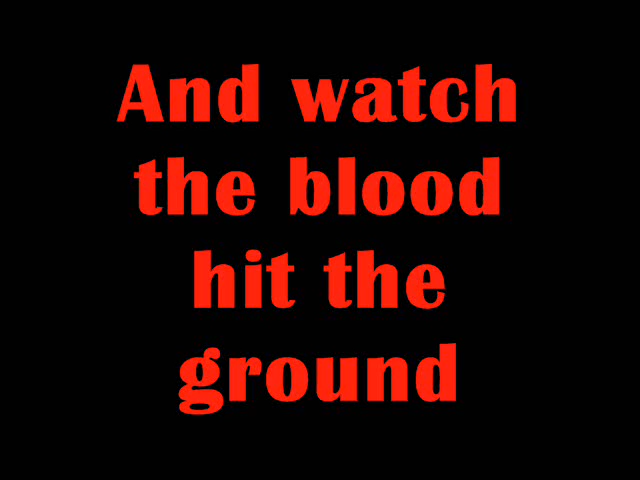 And watch
the blood
hit the
ground